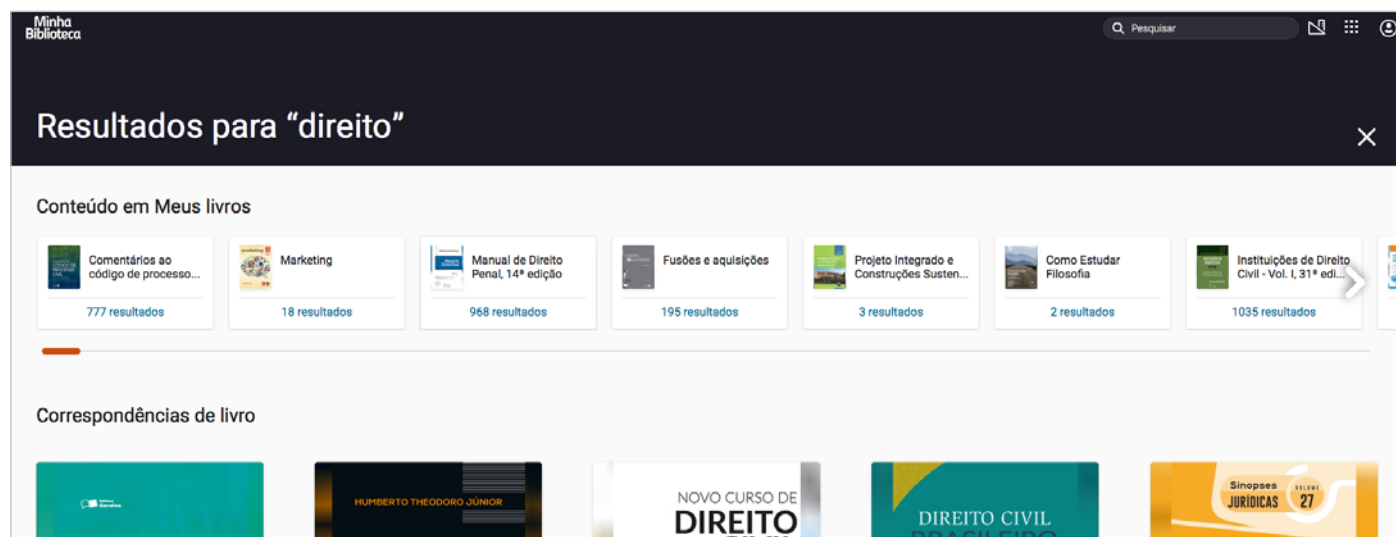 Minha
Biblioteca
Pesquisar
Resultados para “direito”
Conteúdo em Meus livros
Comentários ao
código de processo...
777 resultados
Marketing
18 resultados
Manual de Direito
Penal, 14ª edição
968 resultados
Fusões e aquisições
195 resultados
Projeto Integrado e
Construções Susten...
3 resultados
Como Estudar
Filosofia
2 resultados
Instituições de Direito
Civil - Vol. I, 31ª edi...
1035 resultados
Correspondências de livro
HUMBERTO THEODORO JÚNIOR
NOVO CURSO DE
DIREITO
DIREITO CIVIL
BRASILEIRO
Sinopses
JURÍDICAS
VOLUME
27